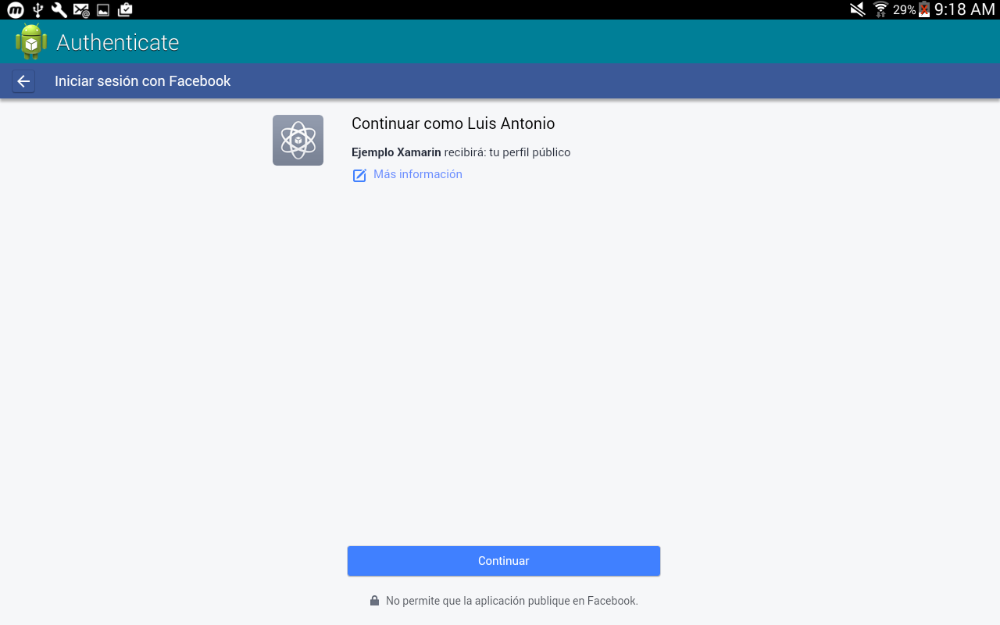 29% 9:18 AM
Authenticate
Iniciar sesión con Facebook
Continuar como Luis Antonio
Ejemplo Xamarin recibirá: tu perfil público
Más información
Continuar
No permite que la aplicación publique en Facebook.